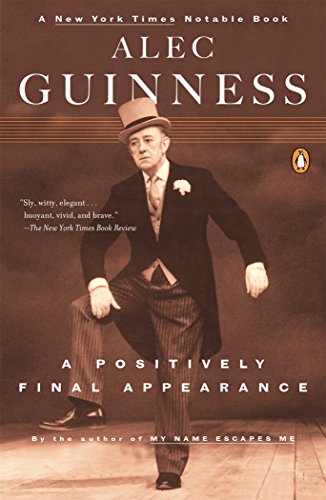 A New York Times Notable Book
ALEC
GUINNESS
"Sly, witty, elegant . . .
buoyant, vivid, and brave."
—The New York Times Book Review
A POSITIVELY
FINAL APPEARANCE
By the author of MY NAME ESCAPES ME